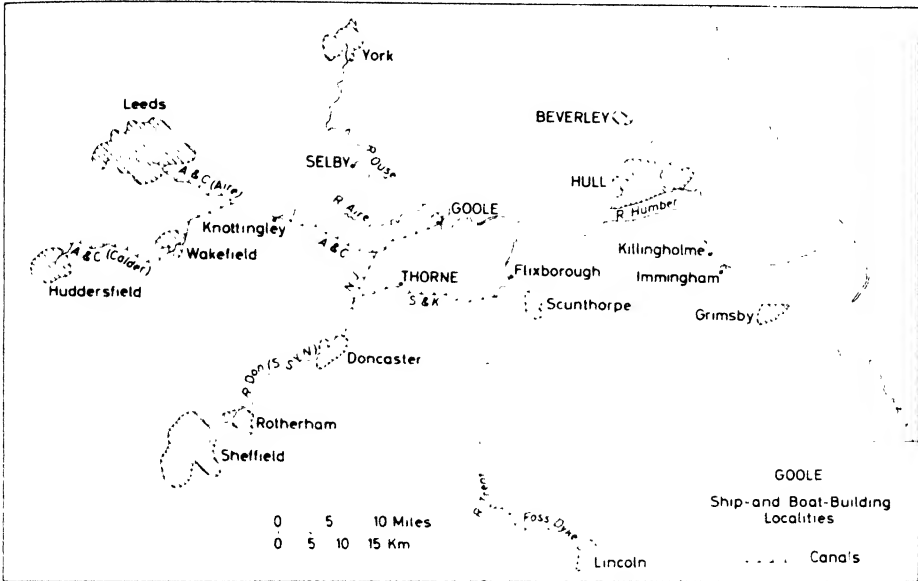 York
Leeds
BEVERLEY
SELBY
R Ouse
HULL
A & C (Aire)
R Aire
GOOLE
R Humber
Knottingley
A & C
Killingholme
A & C (Calder)
Wakefield
Flixborough
Immingham
THORNE
Huddersfield
S & K
Scunthorpe
Grimsby
R Don (S S Y N)
Doncaster
Rotherham
Sheffield
GOOLE
R Trent
Ship-and Boat-Building
Localities
0 5 10 Miles
Foss Dyke
0 5 10 15 Km
Canals
Lincoln